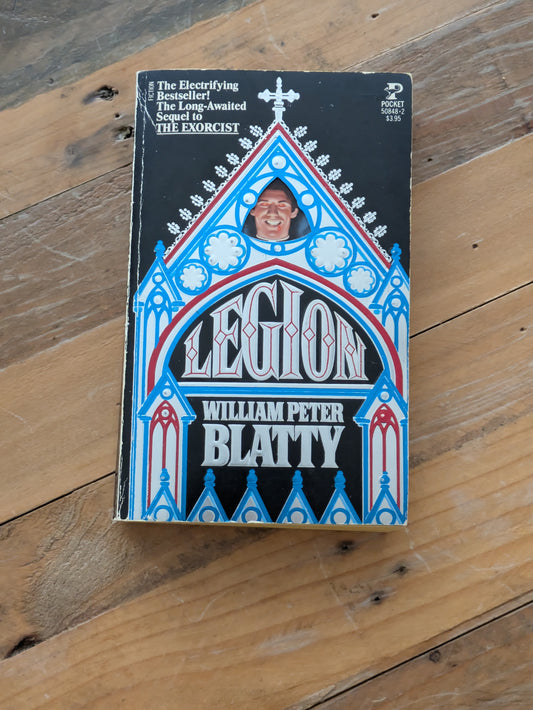 FICTION
The Electrifying
Bestseller!
The Long-Awaited
Sequel to
THE EXORCIST
P
POCKET
50848-2
$3.95
LEGION
WILLIAM PETER
BLATTY